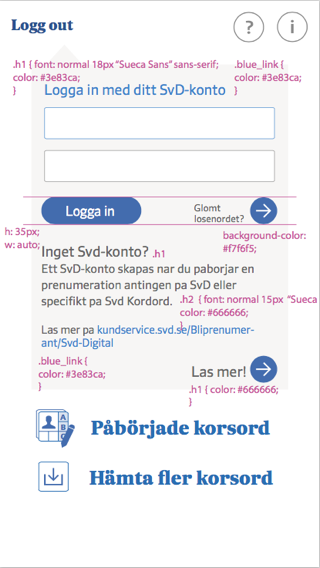 Logg out
?
i
.h1 { font: normal 18px “Sueca Sans” sans-serif;
color: #3e83ca;
}
.blue_link {
color: #3e83ca;
}
Logga in med ditt SvD-konto
Logga in
Glomt
losenordet?
h: 35px;
w: auto;
background-color:
#f7f6f5;
Inget Svd-konto? .h1
Ett SvD-konto skapas nar du paborjar en
prenumeration antingen pa SvD eller
specifikt pa Svd Kordord.
.h2 { font: normal 15px “Sueca
color: #666666;
}
Las mer pa kundservice.svd.se/Bliprenumer-
ant/Svd-Digital
.blue_link {
color: #3e83ca;
}
Las mer!
.h1 { color: #666666;
}
A
B
C
Påbörjade korsord
Hämta fler korsord